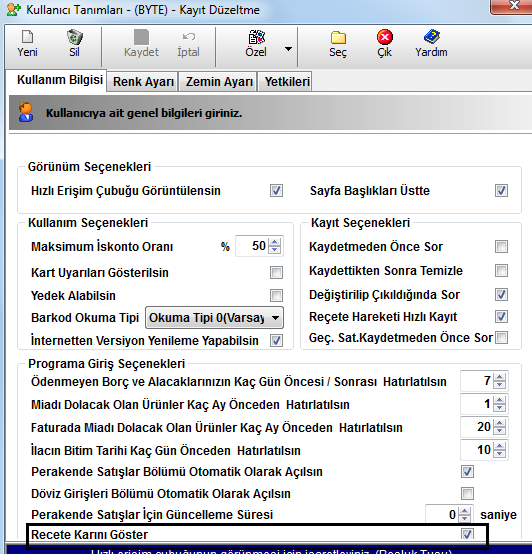 Kullanıcı Tanımları - (BYTE) - Kayıt Düzeltme
Yeni Sil Kaydet İptal Özel Seç Çık Yardım
Kullanım Bilgisi Renk Ayarı Zemin Ayarı Yetkileri
Kullanıcıya ait genel bilgileri giriniz.
Görünüm Seçenekleri
Hızlı Erişim Çubuğu Görüntülensin Sayfa Başlıkları Üstte
Kullanım Seçenekleri
Maksimum İskonto Oranı % 50
Kart Uyarıları Gösterilsin
Yedek Alabilsin
Barkod Okuma Tipi Okuma Tipi 0(Varsay
İnternetten Versiyon Yenileme Yapabilsin
Kayıt Seçenekleri
Kaydetmeden Önce Sor
Kaydettikten Sonra Temizle
Değiştirilip Çıkıldığında Sor
Reçete Hareketi Hızlı Kayıt
Geç. Sat.Kaydetmeden Önce Sor
Programa Giriş Seçenekleri
Ödenmeyen Borç ve Alacaklarınızın Kaç Gün Öncesi / Sonrası Hatırlatılsın 7
Miadı Dolacak Olan Ürünler Kaç Ay Önceden Hatırlatılsın 1
Faturada Miadı Dolacak Olan Ürünler Kaç Ay Önceden Hatırlatılsın 20
İlacın Bitim Tarihi Kaç Gün Önceden Hatırlatılsın 10
Perakende Satışlar Bölümü Otomatik Olarak Açılsın
Döviz Girişleri Bölümü Otomatik Olarak Açılsın
Perakende Satışlar İçin Güncelleme Süresi 0 saniye
Recete Karını Göster